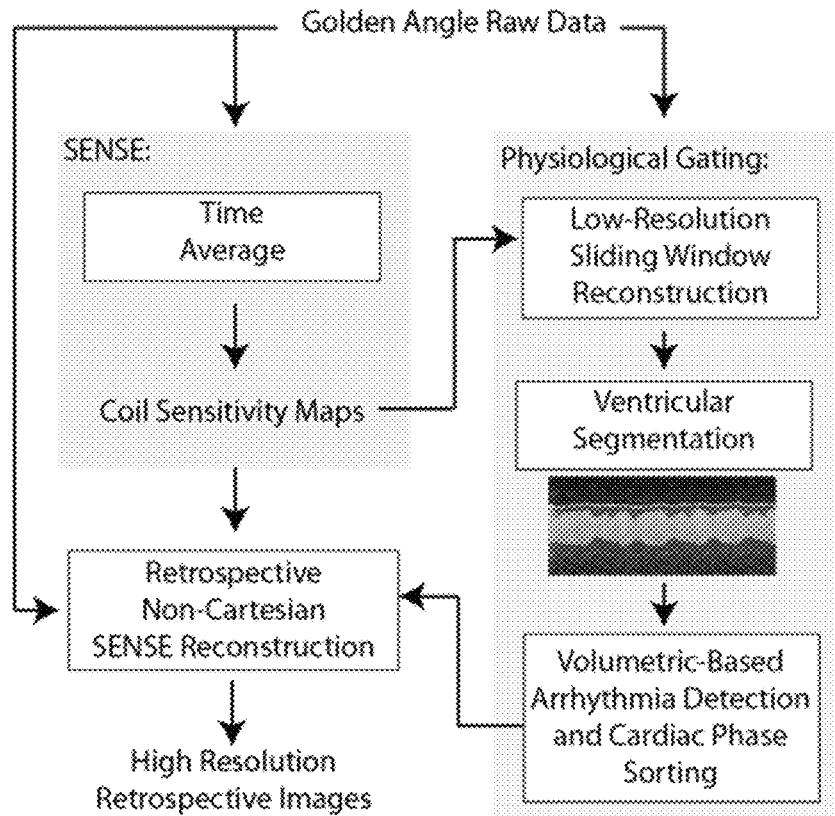 Golden Angle Raw Data
SENSE:
Time
Average
Coil Sensitivity Maps
Retrospective
Non-Cartesian
SENSE Reconstruction
High Resolution
Retrospective Images
Physiological Gating:
Low-Resolution
Sliding Window
Reconstruction
Ventricular
Segmentation
Volumetric-Based
Arrhythmia Detection
and Cardiac Phase
Sorting